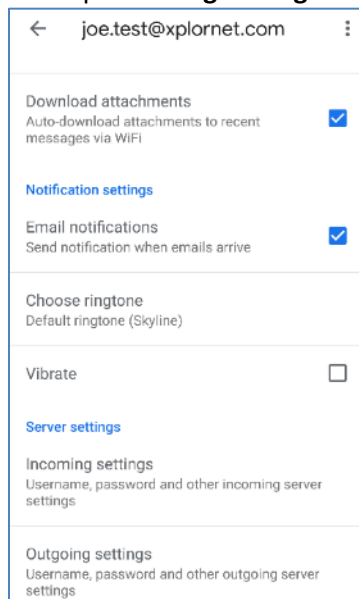 joe.test@xplornet.com
Download attachments
Auto-download attachments to recent
messages via WiFi
Notification settings
Email notifications
Send notification when emails arrive
Choose ringtone
Default ringtone (Skyline)
Vibrate
Server settings
Incoming settings
Username, password and other incoming server
settings
Outgoing settings
Username, password and other outgoing server
settings